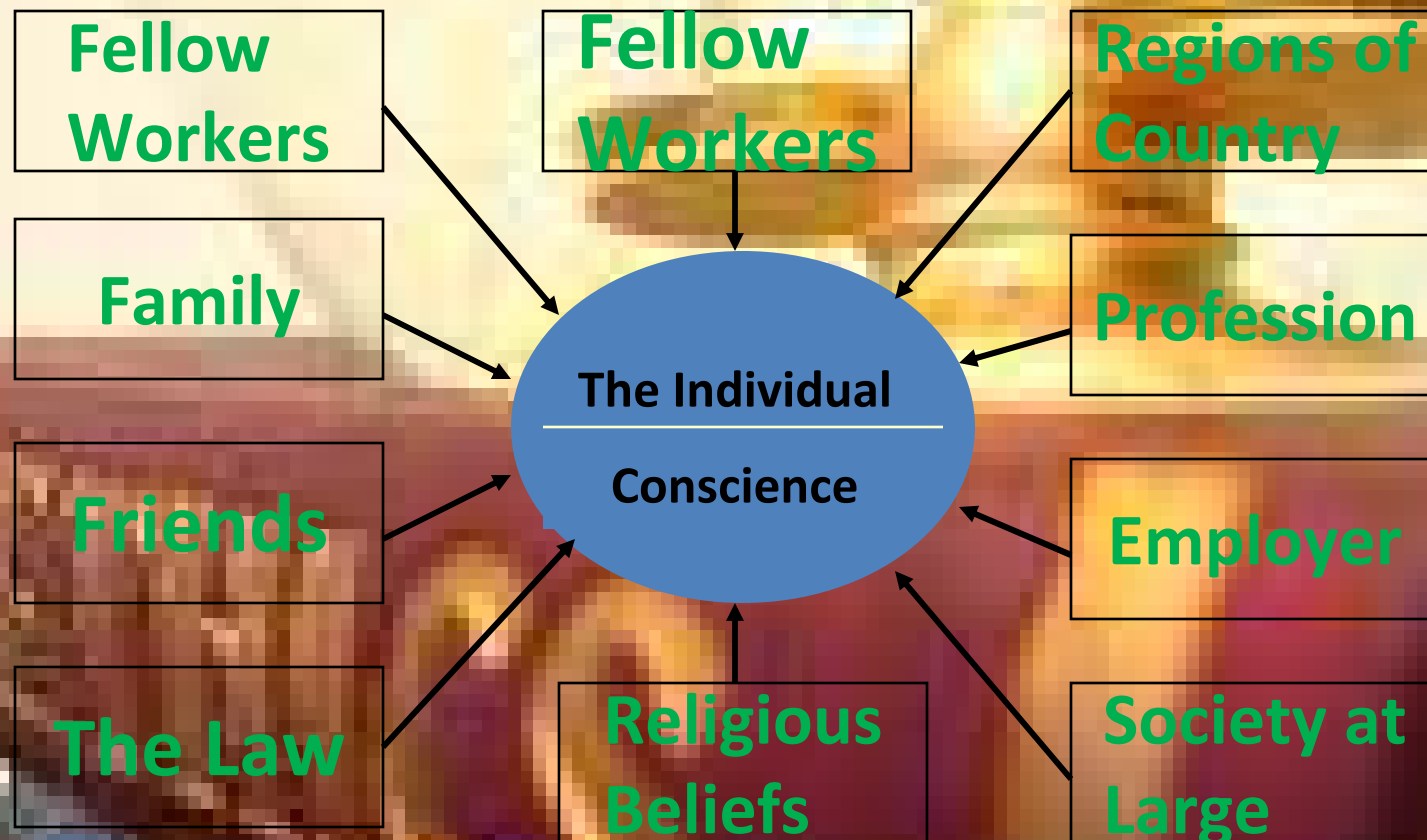 Fellow
Workers
Fellow
Workers
Regions of
Country
Family
Profession
The Individual
Conscience
Friends
Employer
The Law
Religious
Beliefs
Society at
Large